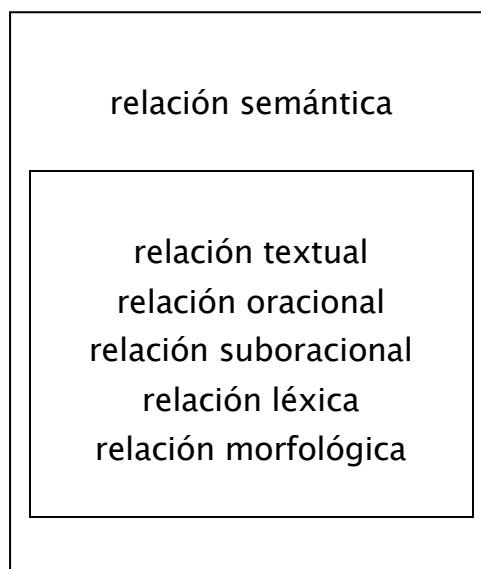 relación semántica
relación textual
relación oracional
relación suboracional
relación léxica
relación morfológica